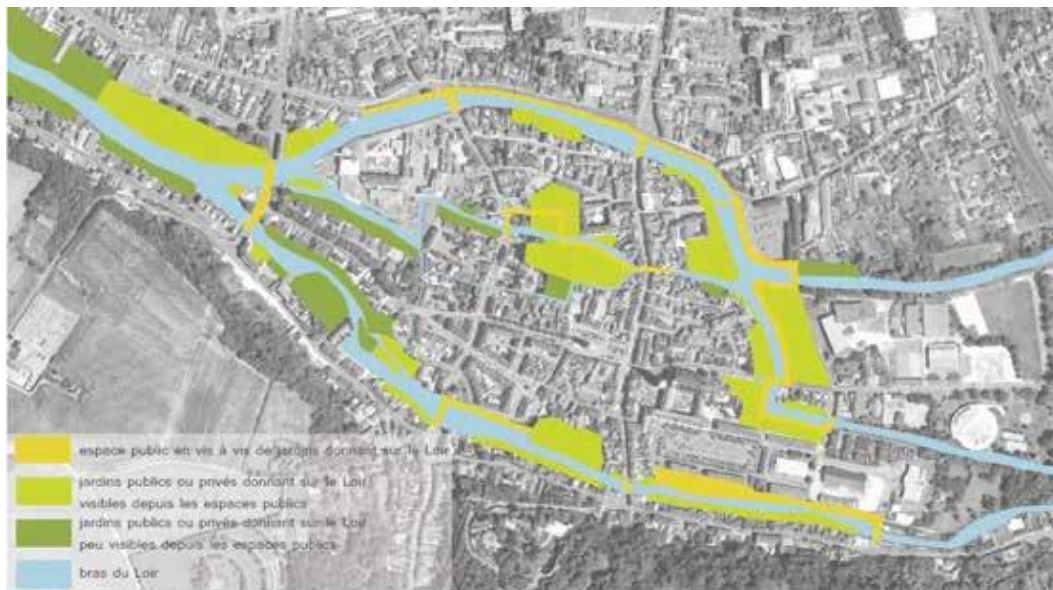 espace public en vis à vis de jardins donnant sur le Loir
jardins publics ou privés donnant sur le Loir
visibles depuis les espaces publics
jardins publics ou privés donnant sur le Loir
peu visibles depuis les espaces publics
bras du Loir